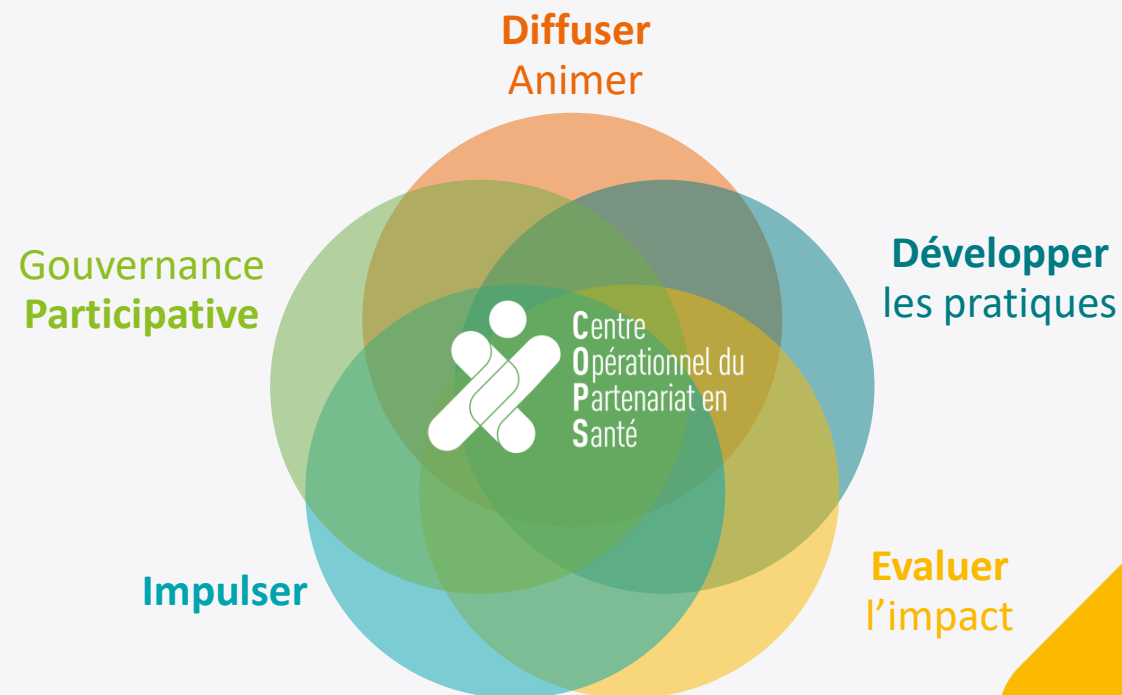 Diffuser
Animer
Gouvernance
Participative
Développer
les pratiques
Centre
Opérationnel du
Partenariat en
Santé
Impulser
Evaluer
l’impact